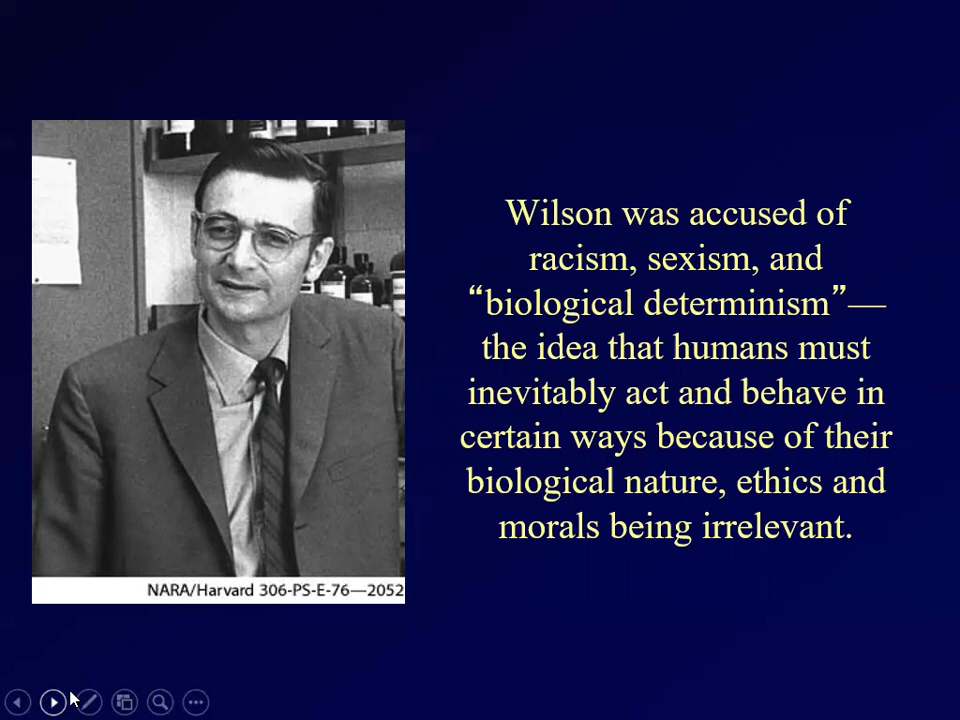 Wilson was accused of
racism, sexism, and
“biological determinism”—
the idea that humans must
inevitably act and behave in
certain ways because of their
biological nature, ethics and
morals being irrelevant.
NARA/Harvard 306-PS-E-76—2052